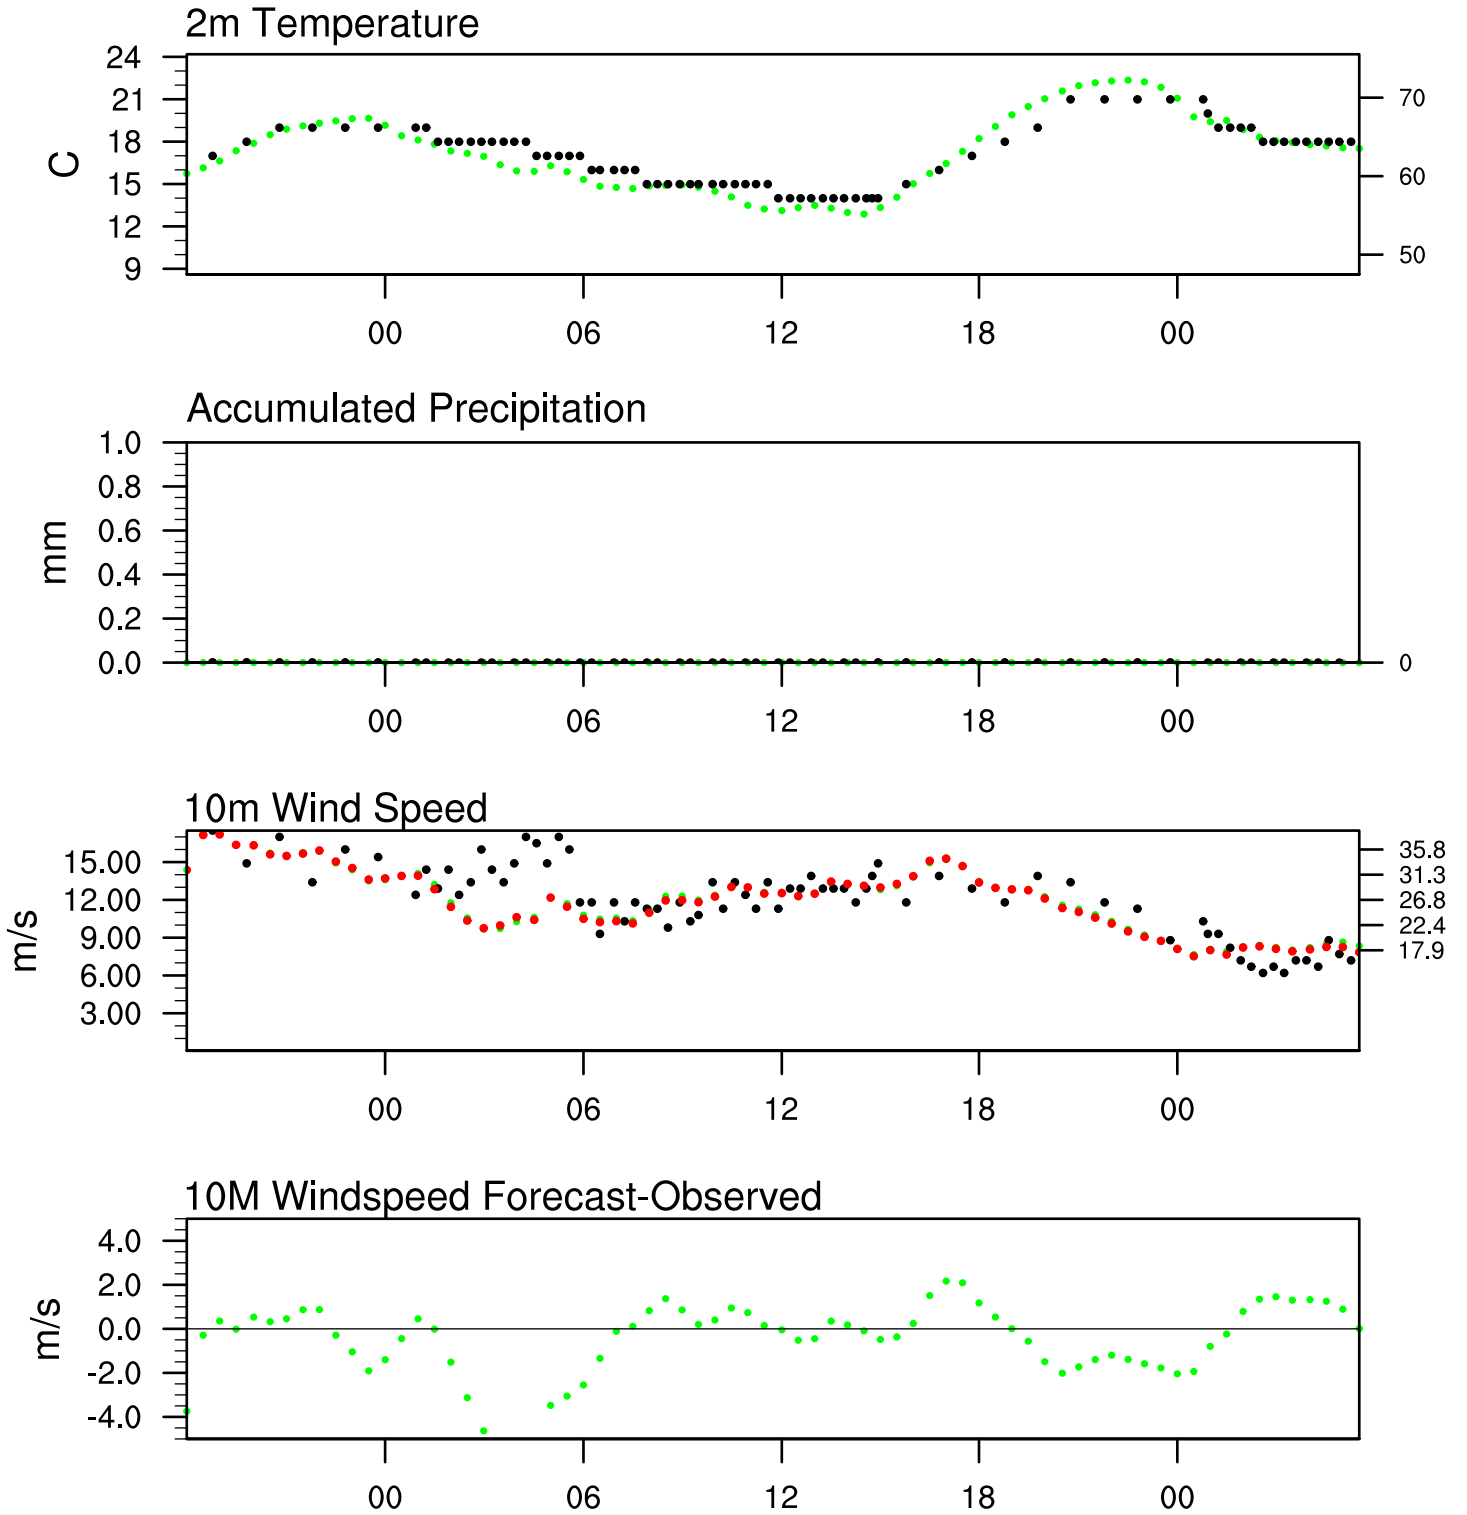 2m Temperature
24
21
18
15
12
9
C
70
60
50
00 06 12 18 00
Accumulated Precipitation
1.0
0.8
0.6
0.4
0.2
0.0
mm
0
00 06 12 18 00
10m Wind Speed
15.00
12.00
9.00
6.00
3.00
m/s
35.8
31.3
26.8
22.4
17.9
00 06 12 18 00
10M Windspeed Forecast-Observed
4.0
2.0
0.0
-2.0
-4.0
m/s
00 06 12 18 00